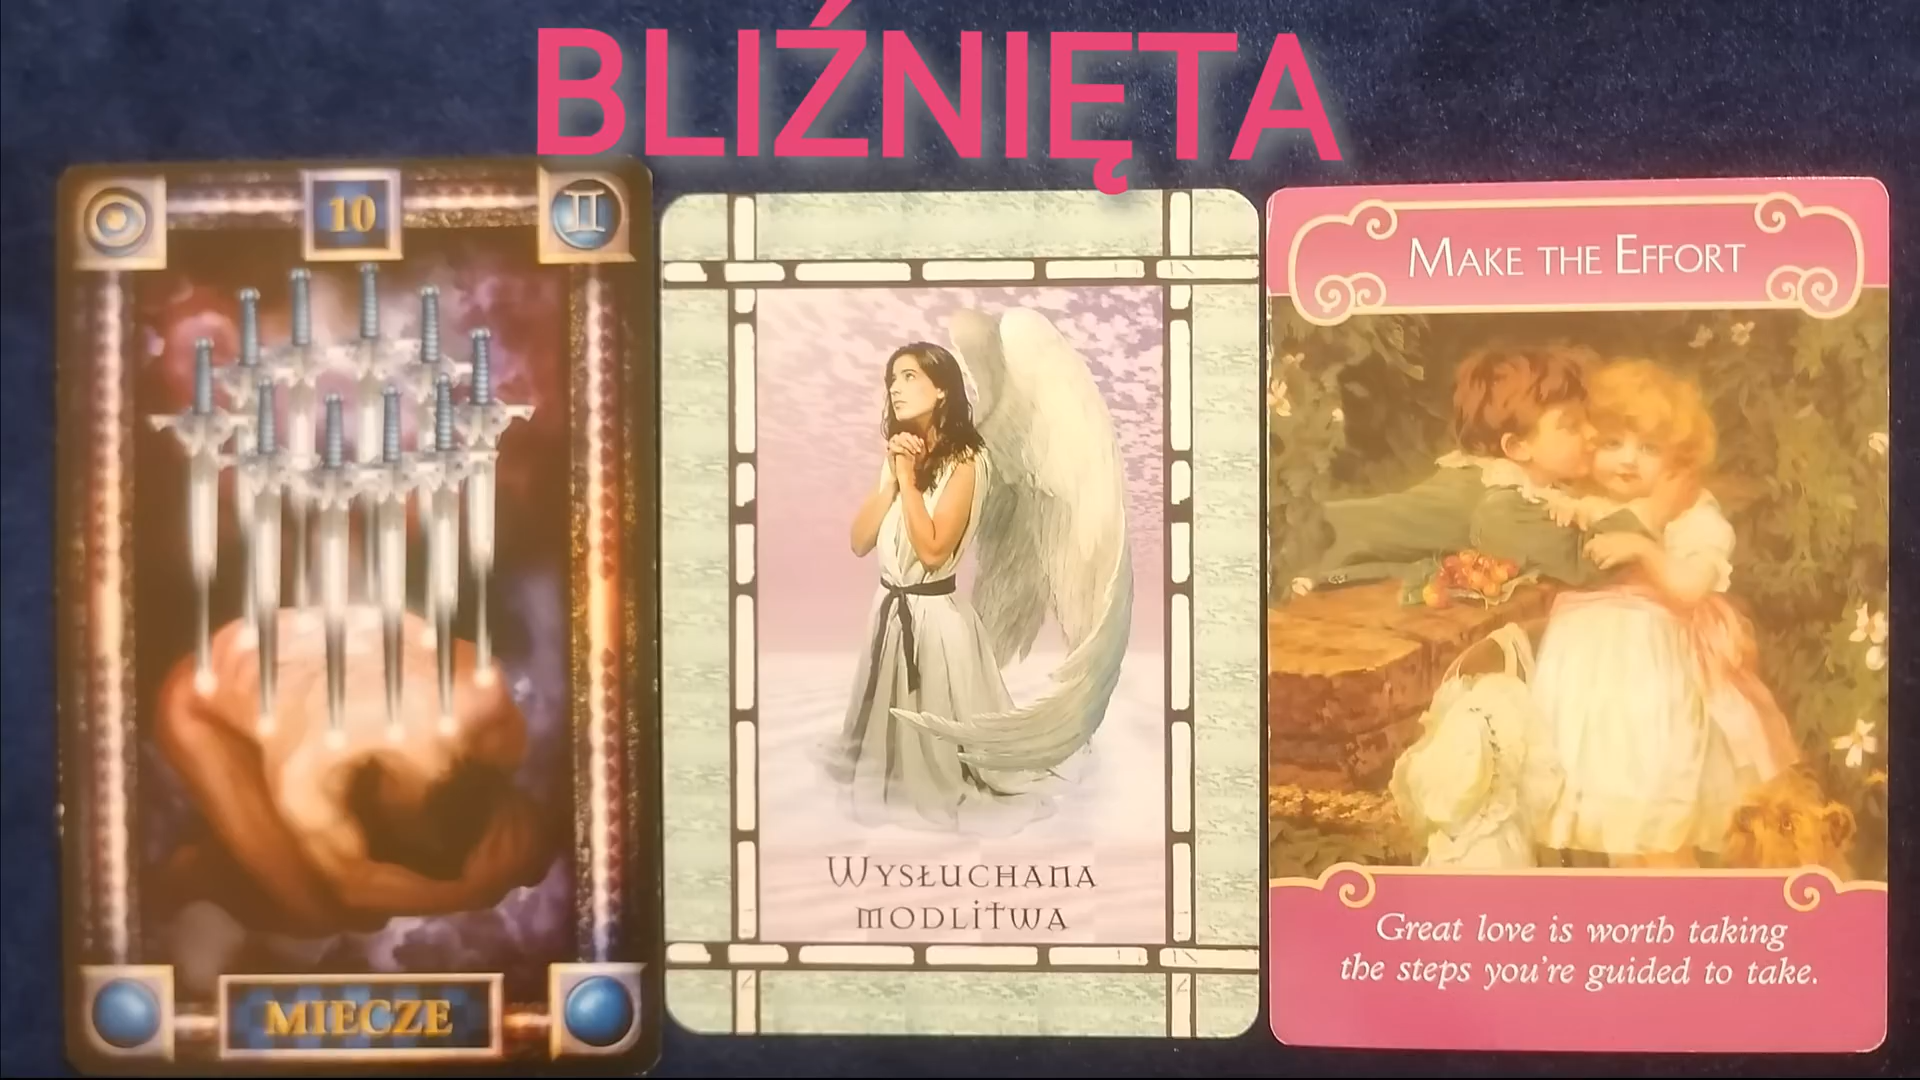 BLIŹNIĘTA
10
MIECZE
WYSŁUCHANA
MODLITWA
MAKE THE EFFORT
Great love is worth taking
the steps you're guided to take.